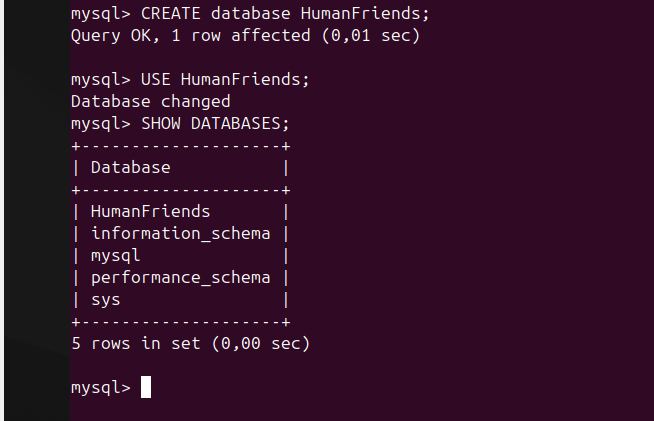 mysql> CREATE database HumanFriends;
Query OK, 1 row affected (0,01 sec)

mysql> USE HumanFriends;
Database changed
mysql> SHOW DATABASES;
+--------------------+
| Database           |
+--------------------+
| HumanFriends       |
| information_schema |
| mysql              |
| performance_schema |
| sys                |
+--------------------+
5 rows in set (0,00 sec)

mysql>